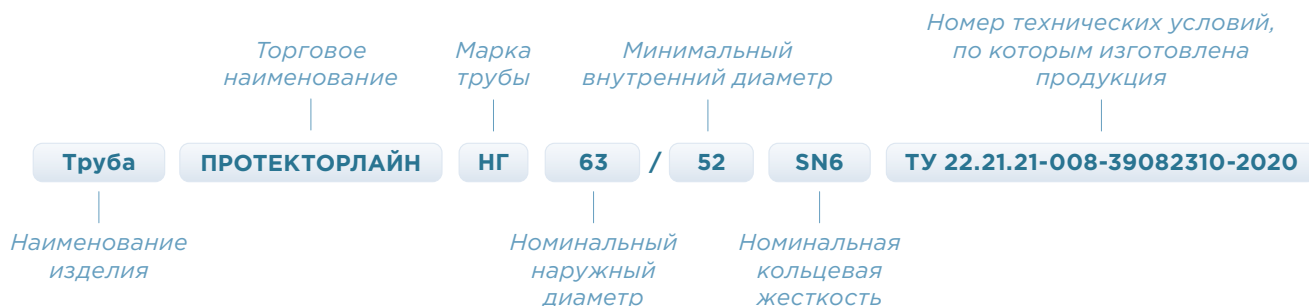 Торговое
наименование
Марка
трубы
Минимальный
внутренний диаметр
Номер технических условий,
по которым изготовлена
продукция
Труба ПРОТЕКТОРЛАЙН НГ 63 / 52 SN6 ТУ 22.21.21-008-39082310-2020
Наименование
изделия
Номинальный
наружный
диаметр
Номинальная
кольцевая
жесткость